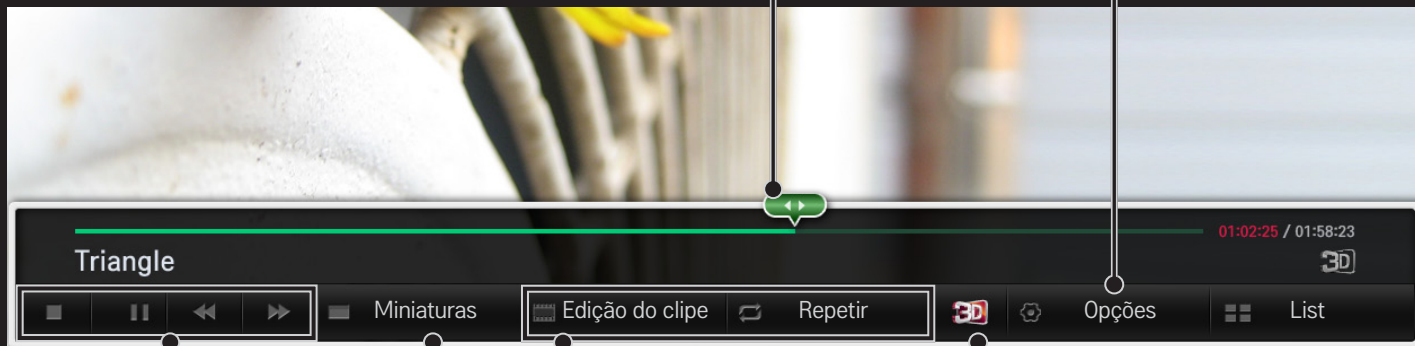 01:02:25 / 01:58:23
Triangle
3D
Miniaturas Edição do clipe Repetir 3D Opções List